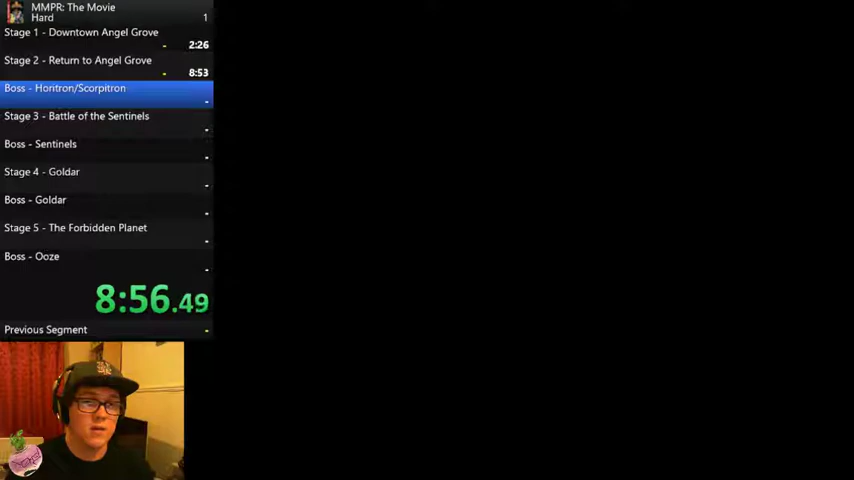 MMPR: The Movie
Hard 1
Stage 1 - Downtown Angel Grove
- 2:26
Stage 2 - Return to Angel Grove
- 8:53
Boss - Horitron/Scorpitron
-
Stage 3 - Battle of the Sentinels
-
Boss - Sentinels
-
Stage 4 - Goldar
-
Boss - Goldar
-
Stage 5 - The Forbidden Planet
-
Boss - Ooze
-
8:56.49
Previous Segment -